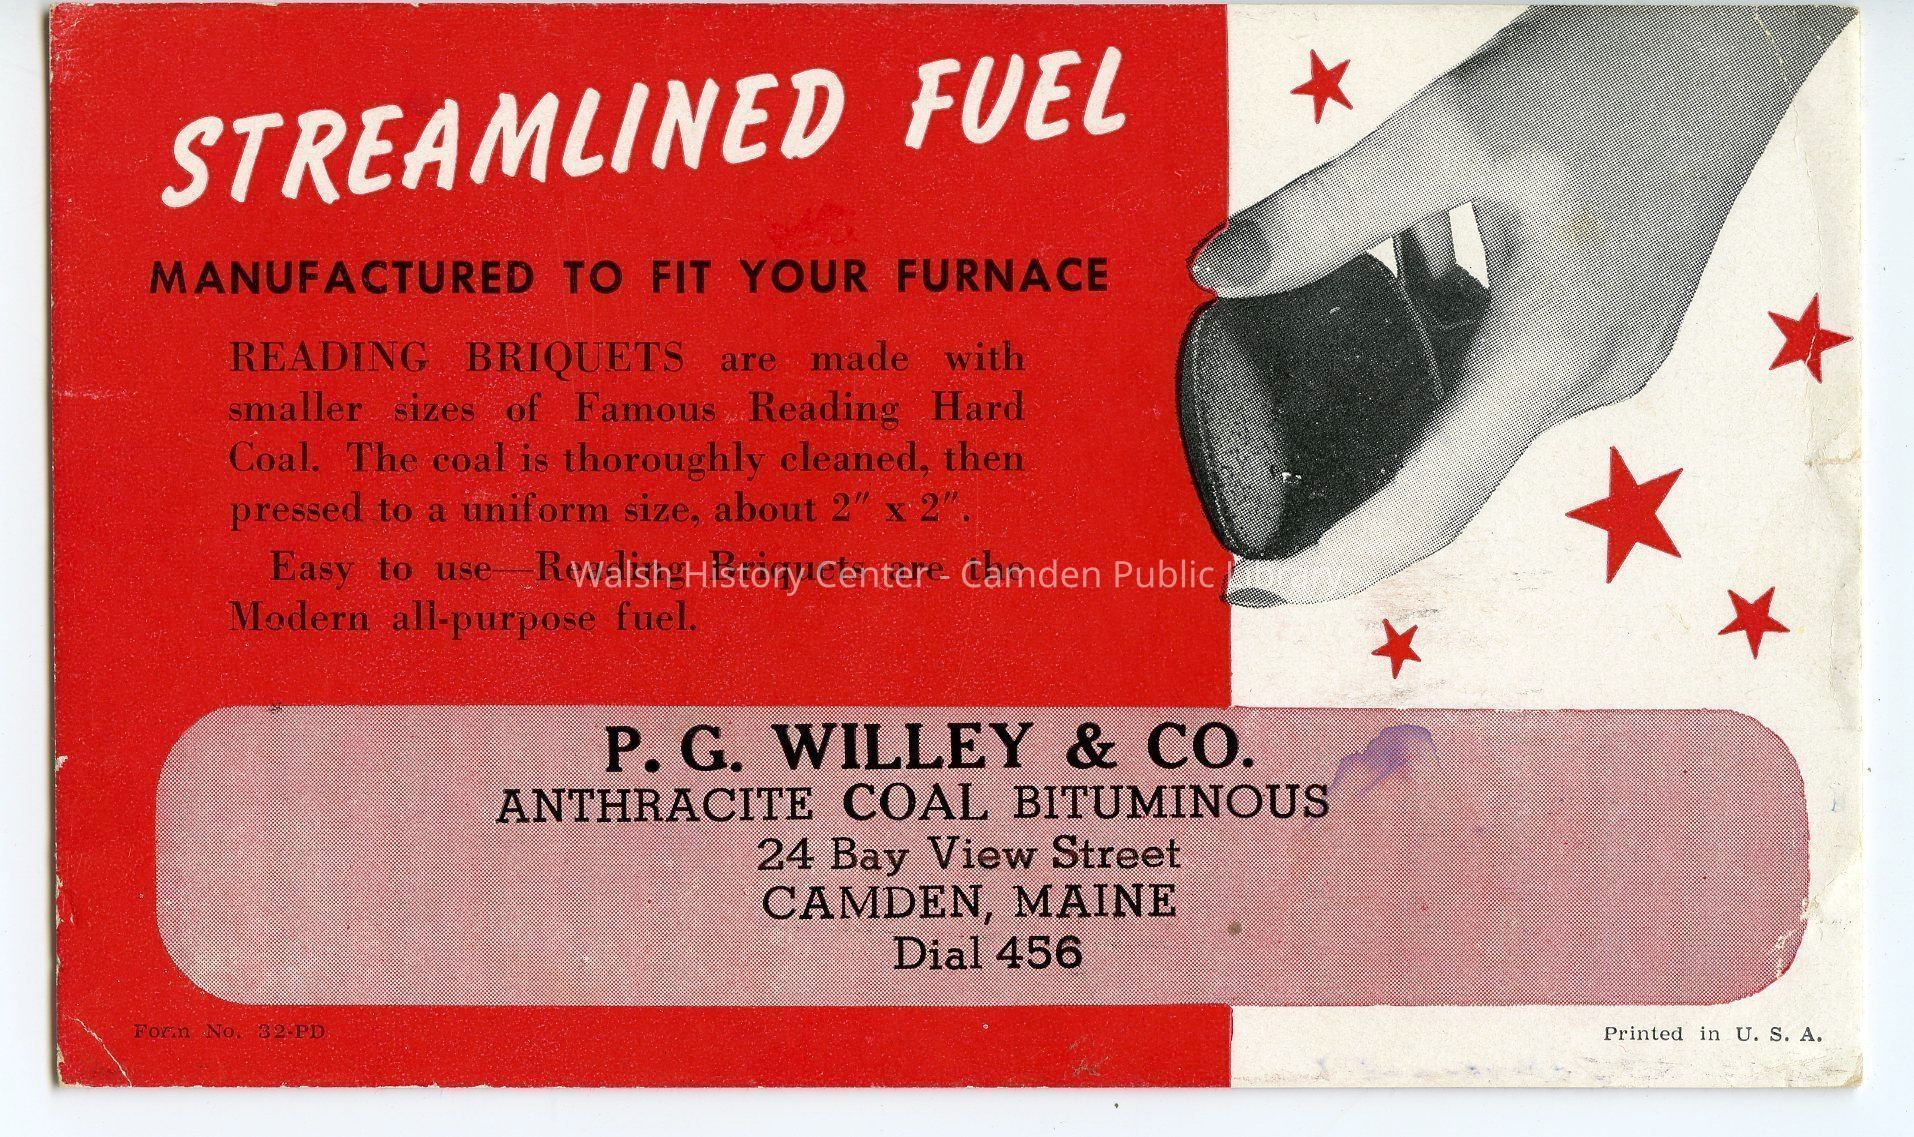 STREAMLINED FUEL
MANUFACTURED TO FIT YOUR FURNACE
READING BRIQUETS are made with
smaller sizes of Famous Reading Hard
Coal. The coal is thoroughly cleaned, then
pressed to a uniform size, about 2" x 2".
Easy to use—Reading Briquets are the
Modern all-purpose fuel.
Walsh History Center - Camden Public Library
P. G. WILLEY & CO.
ANTHRACITE COAL BITUMINOUS
24 Bay View Street
CAMDEN, MAINE
Dial 456
Form No. 32-PD
Printed in U. S. A.